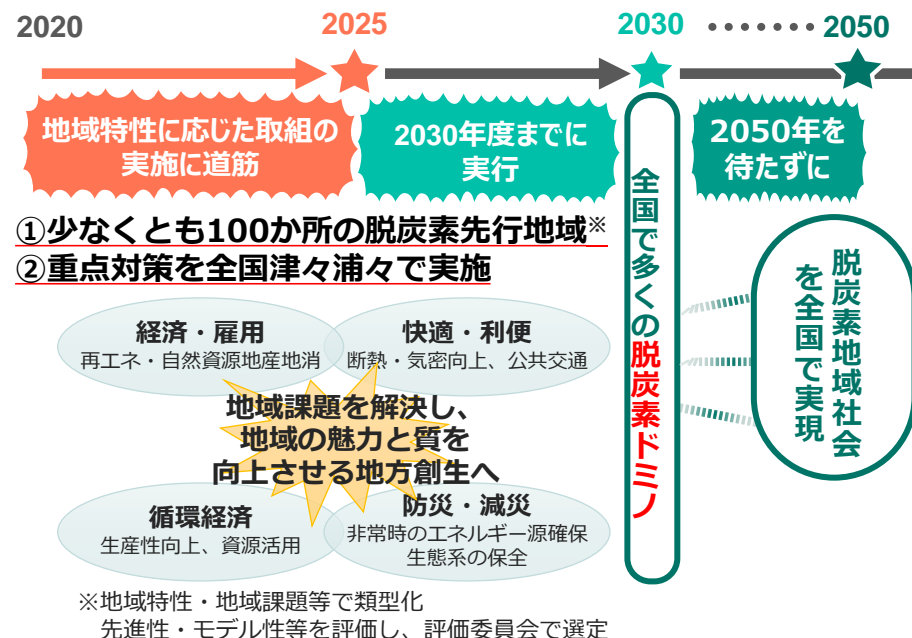 2020
2025
2030
・・・・・・・
2050
地域特性に応じた取組の
実施に道筋
2030年度までに
実行
2050年を
待たずに
①少なくとも100か所の脱炭素先行地域※
②重点対策を全国津々浦々で実施
経済・雇用
再エネ・自然資源地産地消
快適・利便
断熱・気密向上、公共交通
地域課題を解決し、
地域の魅力と質を
向上させる地方創生へ
循環経済
生産性向上、資源活用
防災・減災
非常時のエネルギー源確保
生態系の保全
※地域特性・地域課題等で類型化
先進性・モデル性等を評価し、評価委員会で選定
全国で多くの脱炭素ドミノ
脱炭素地域社会
を全国で実現